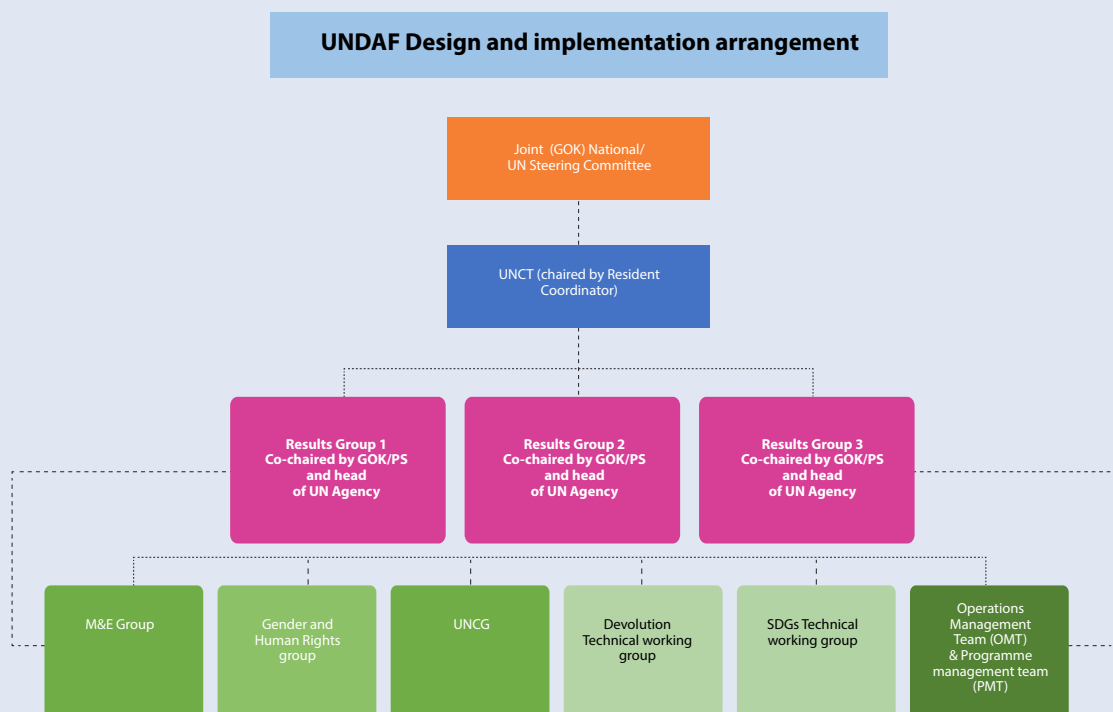 UNDAF Design and implementation arrangement
Joint (GOK) National/
UN Steering Committee
UNCT (chaired by Resident
Coordinator)
Results Group 1
Co-chaired by GOK/PS
and head
of UN Agency
Results Group 2
Co-chaired by GOK/PS
and head
of UN Agency
Results Group 3
Co-chaired by GOK/PS
and head
of UN Agency
M&E Group
Gender and
Human Rights
group
UNCG
Devolution
Technical working
group
SDGs Technical
working group
Operations
Management
Team (OMT)
& Programme
management team
(PMT)